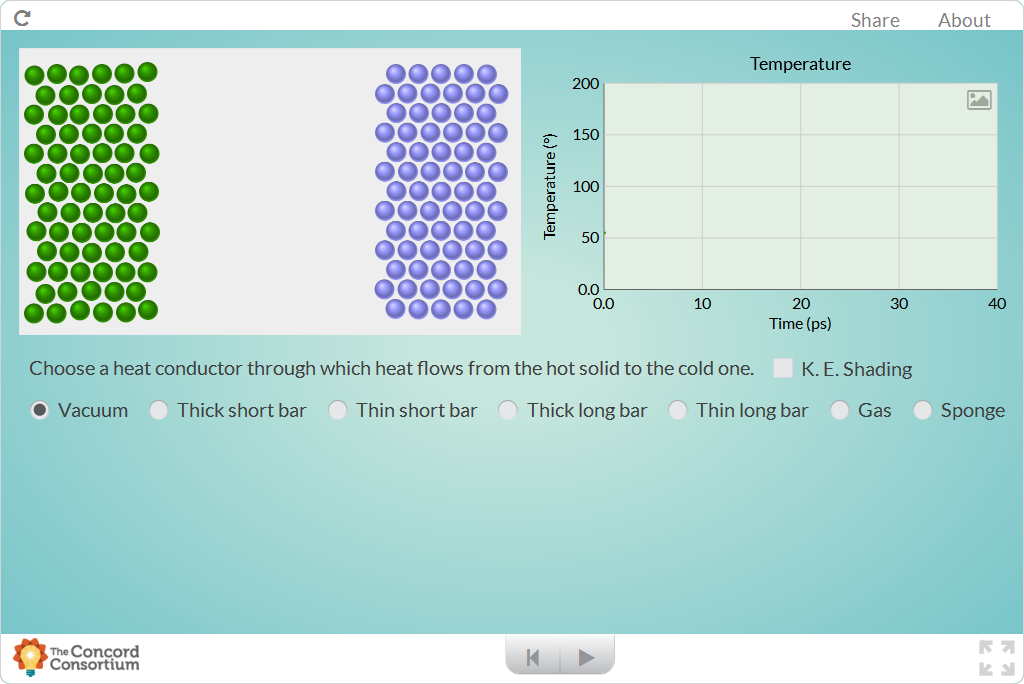 Share About
Temperature
200
150
100
50
0.0
Temperature (°)
0.0 10 20 30 40
Time (ps)
Choose a heat conductor through which heat flows from the hot solid to the cold one. K. E. Shading
Vacuum Thick short bar Thin short bar Thick long bar Thin long bar Gas Sponge
The Concord
Consortium